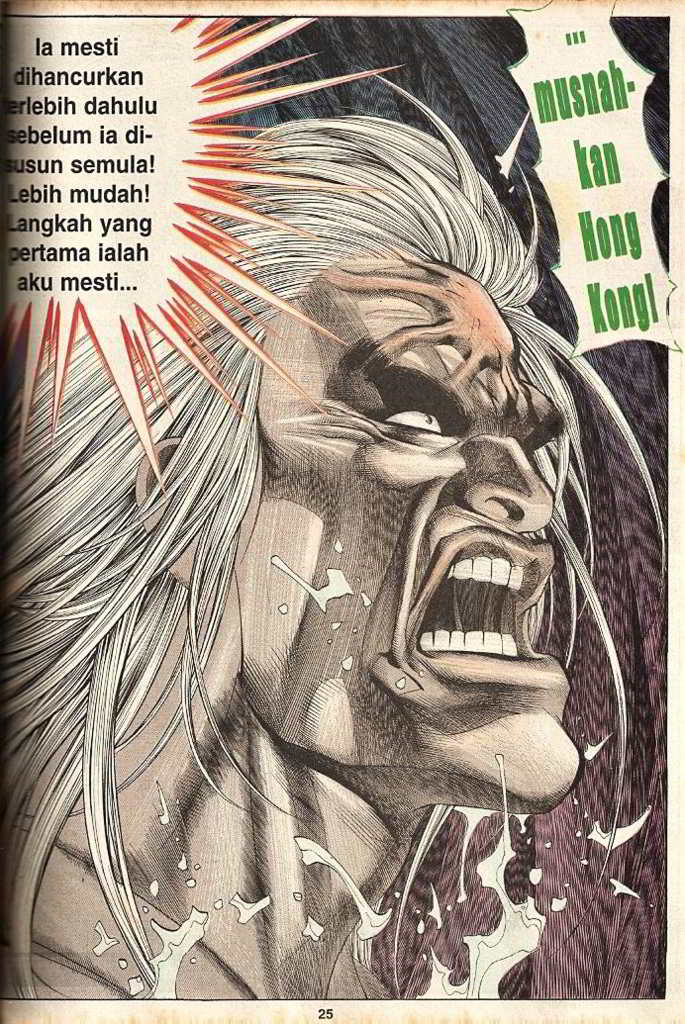 Ia mesti
dihancurkan
terlebih dahulu
sebelum ia di-
susun semula!
Lebih mudah!
Langkah yang
pertama ialah
aku mesti...
...
musnah-
kan
Hong
Kong!
25